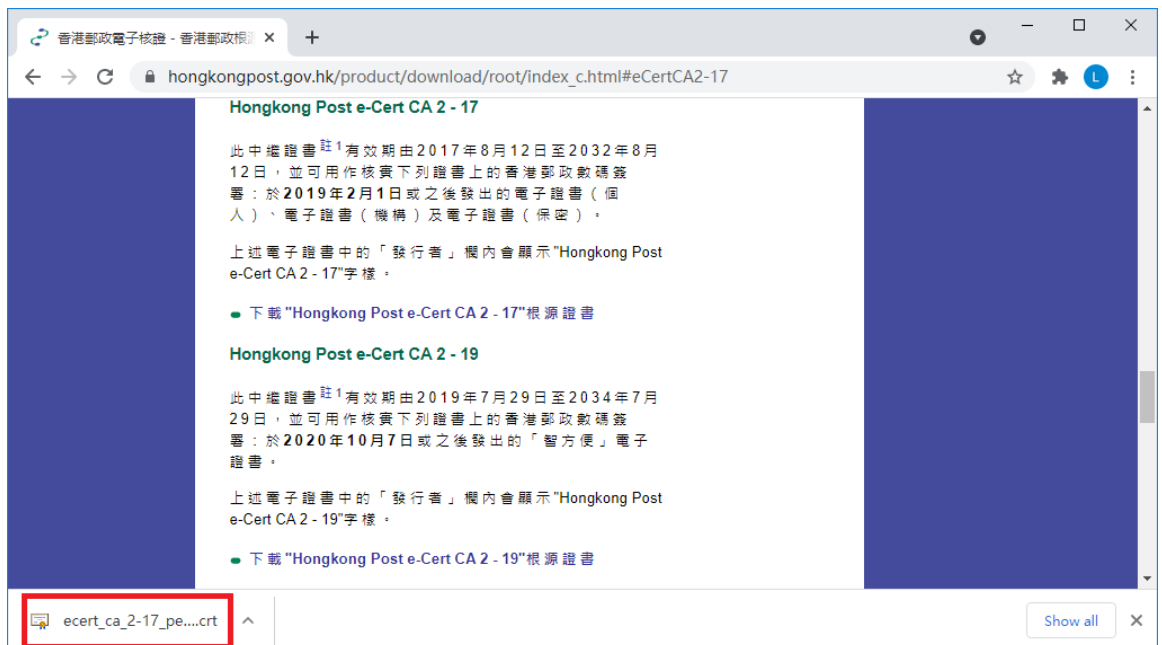 香港郵政電子核證 - 香港郵政根
hongkongpost.gov.hk/product/download/root/index_c.html#eCertCA2-17
L
Hongkong Post e-Cert CA 2 - 17
此中繼證書註1有效期由2017年8月12日至2032年8月
12日，並可用作核實下列證書上的香港郵政數碼簽
署：於2019年2月1日或之後發出的電子證書（個
人）、電子證書（機構）及電子證書（保密）。
上述電子證書中的「發行者」欄內會顯示"Hongkong Post
e-Cert CA 2 - 17"字樣。
下載"Hongkong Post e-Cert CA 2 - 17"根源證書
Hongkong Post e-Cert CA 2 - 19
此中繼證書註1有效期由2019年7月29日至2034年7月
29日，並可用作核實下列證書上的香港郵政數碼簽
署：於2020年10月7日或之後發出的「智方便」電子
證書。
上述電子證書中的「發行者」欄內會顯示"Hongkong Post
e-Cert CA 2 - 19"字樣。
下載"Hongkong Post e-Cert CA 2 - 19"根源證書
ecert_ca_2-17_pe....crt
Show all